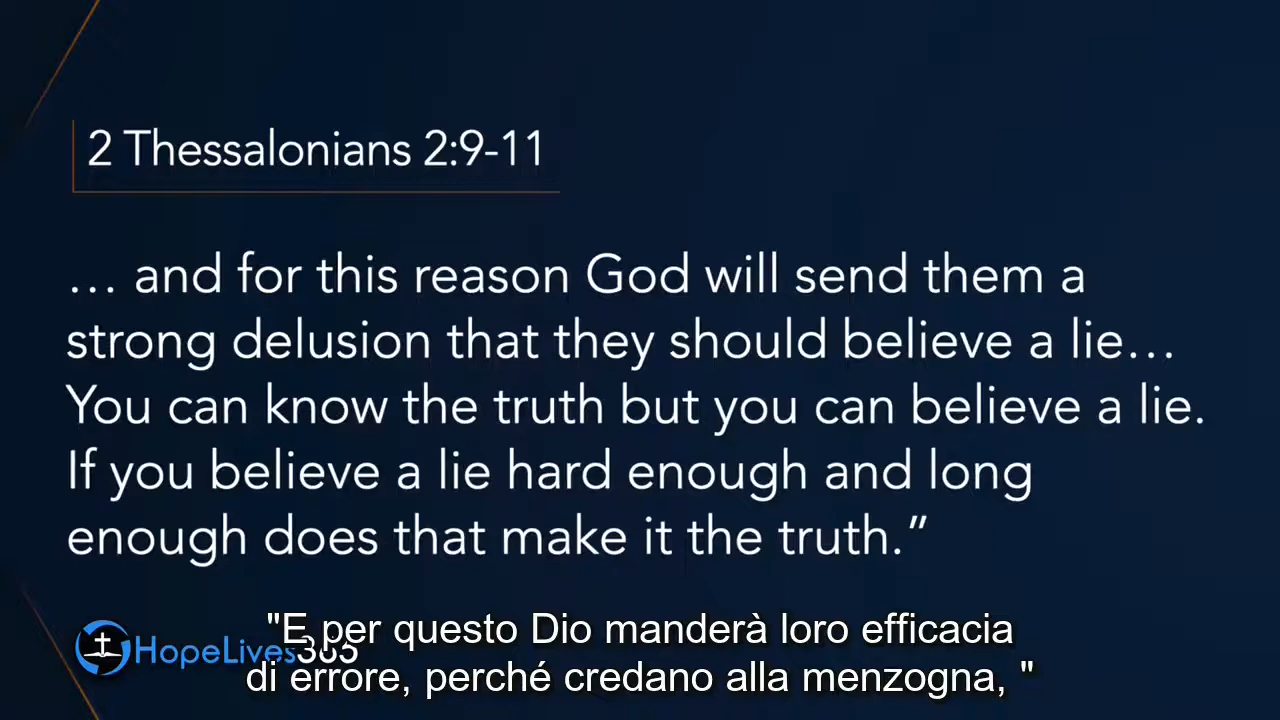 2 Thessalonians 2:9-11
… and for this reason God will send them a
strong delusion that they should believe a lie…
You can know the truth but you can believe a lie.
If you believe a lie hard enough and long
enough does that make it the truth.”
HopeLives365
"E per questo Dio manderà loro efficacia
di errore, perché credano alla menzogna, "